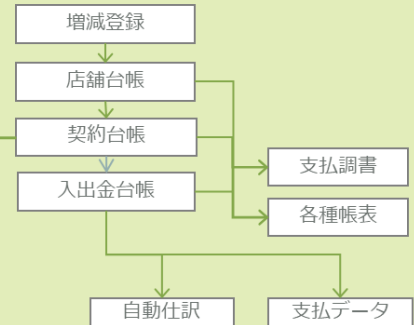 増減登録
店舗台帳
契約台帳
入出金台帳
支払調書
各種帳表
自動仕訳
支払データ